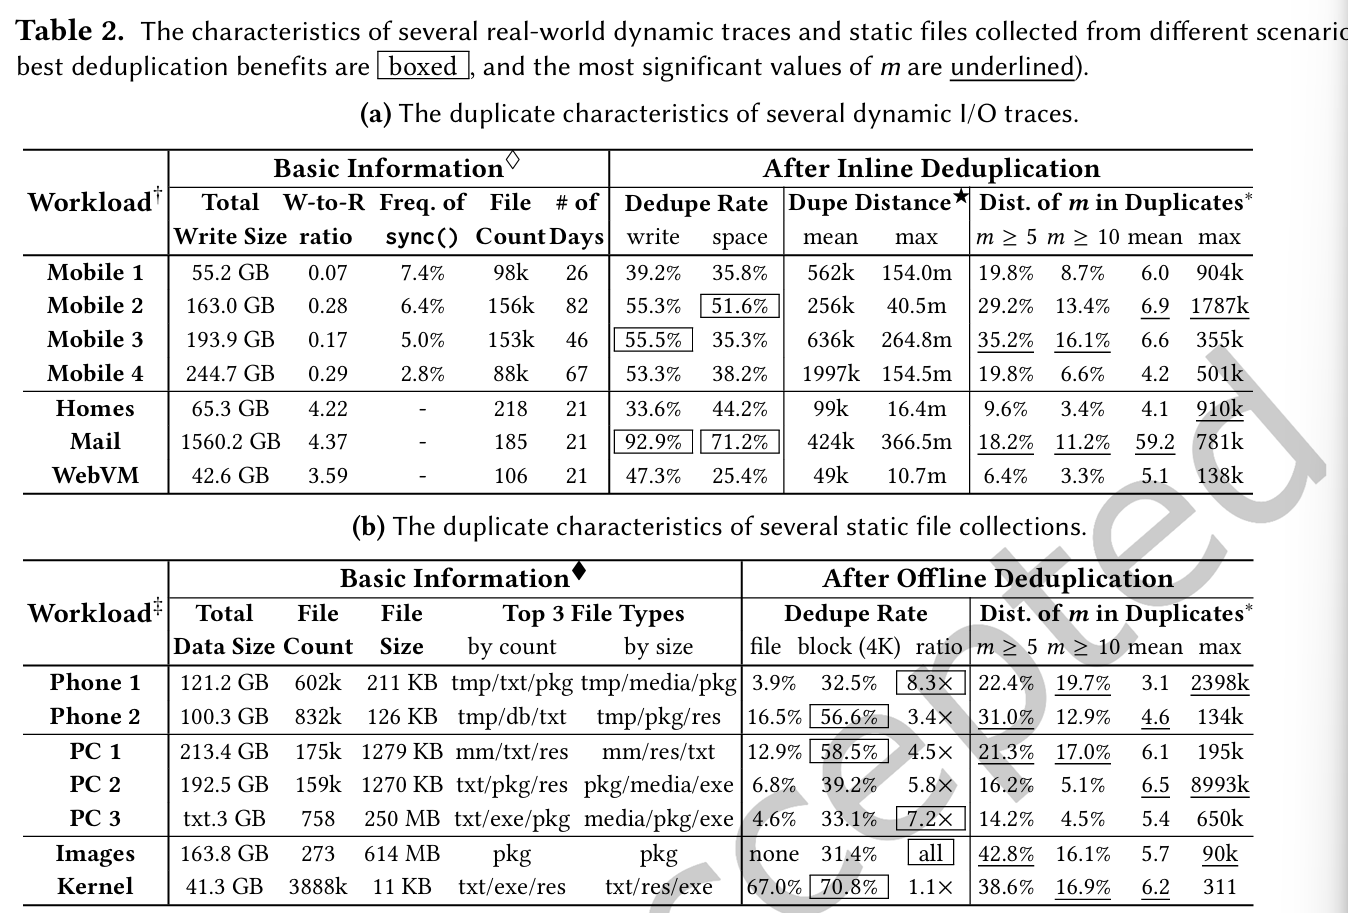 Table 2. The characteristics of several real-world dynamic traces and static files collected from different scenario
best deduplication benefits are boxed , and the most significant values of m are underlined).
(a) The duplicate characteristics of several dynamic I/O traces.
Workload† Basic Information♢ After Inline Deduplication
Total W-to-R Freq. of File # of Dedupe Rate Dupe Distance★ Dist. of m in Duplicates*
Write Size ratio sync() Count Days write space mean max m ≥ 5 m ≥ 10 mean max
Mobile 1 55.2 GB 0.07 7.4% 98k 26 39.2% 35.8% 562k 154.0m 19.8% 8.7% 6.0 904k
Mobile 2 163.0 GB 0.28 6.4% 156k 82 55.3% 51.6% 256k 40.5m 29.2% 13.4% 6.9 1787k
Mobile 3 193.9 GB 0.17 5.0% 153k 46 55.5% 35.3% 636k 264.8m 35.2% 16.1% 6.6 355k
Mobile 4 244.7 GB 0.29 2.8% 88k 67 53.3% 38.2% 1997k 154.5m 19.8% 6.6% 4.2 501k
Homes 65.3 GB 4.22 - 218 21 33.6% 44.2% 99k 16.4m 9.6% 3.4% 4.1 910k
Mail 1560.2 GB 4.37 - 185 21 92.9% 71.2% 424k 366.5m 18.2% 11.2% 59.2 781k
WebVM 42.6 GB 3.59 - 106 21 47.3% 25.4% 49k 10.7m 6.4% 3.3% 5.1 138k
(b) The duplicate characteristics of several static file collections.
Workload‡ Basic Information♦ After Offline Deduplication
Total File File Top 3 File Types Dedupe Rate Dist. of m in Duplicates*
Data Size Count Size by count by size file block (4K) ratio m ≥ 5 m ≥ 10 mean max
Phone 1 121.2 GB 602k 211 KB tmp/txt/pkg tmp/media/pkg 3.9% 32.5% 8.3× 22.4% 19.7% 3.1 2398k
Phone 2 100.3 GB 832k 126 KB tmp/db/txt tmp/pkg/res 16.5% 56.6% 3.4× 31.0% 12.9% 4.6 134k
PC 1 213.4 GB 175k 1279 KB mm/txt/res mm/res/txt 12.9% 58.5% 4.5× 21.3% 17.0% 6.1 195k
PC 2 192.5 GB 159k 1270 KB txt/pkg/res pkg/media/exe 6.8% 39.2% 5.8× 16.2% 5.1% 6.5 8993k
PC 3 txt.3 GB 758 250 MB txt/exe/pkg media/pkg/exe 4.6% 33.1% 7.2× 14.2% 4.5% 5.4 650k
Images 163.8 GB 273 614 MB pkg pkg none 31.4% all 42.8% 16.1% 5.7 90k
Kernel 41.3 GB 3888k 11 KB txt/exe/res txt/res/exe 67.0% 70.8% 1.1× 38.6% 16.9% 6.2 311
ccepted